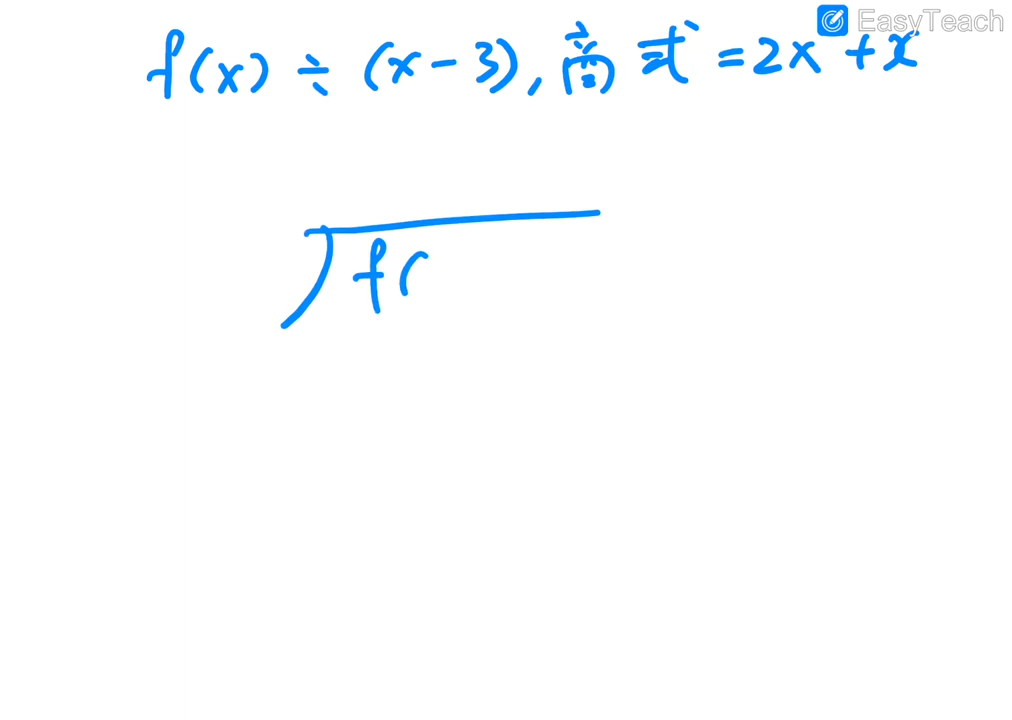 EasyTeach
f(x) ÷ (x - 3), 商式 = 2x + x
f(